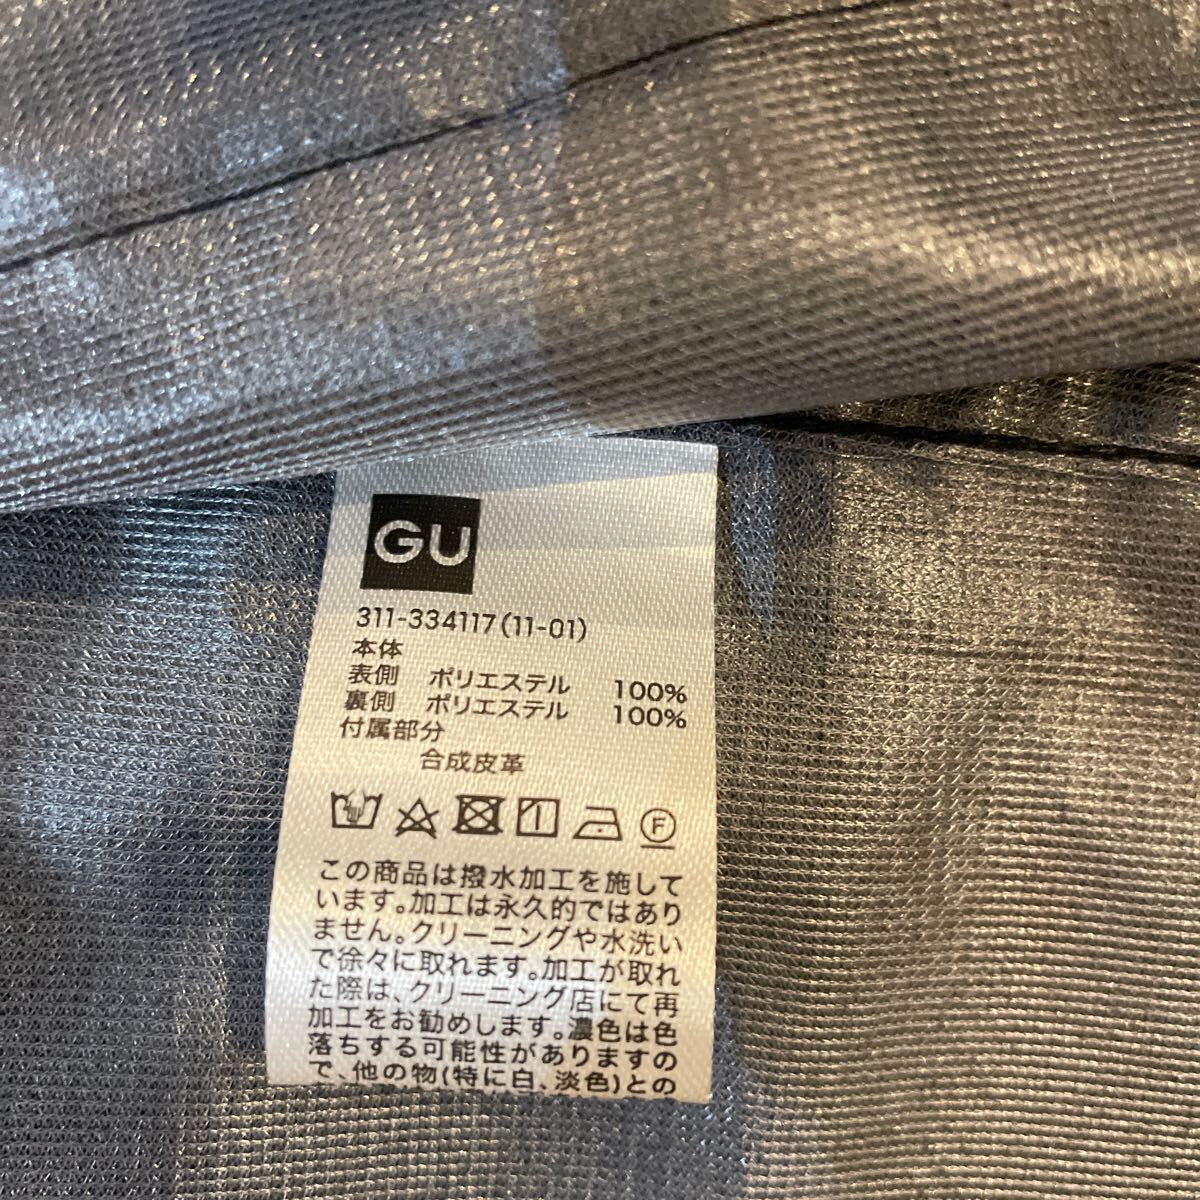 GU
311-334117(11-01)
本体
表側 ポリエステル 100%
裏側 ポリエステル 100%
付属部分
合成皮革
F
この商品は撥水加工を施して
います。加工は永久的ではあり
ません。クリーニングや水洗い
で徐々に取れます。加工が取れ
た際は、クリーニング店にて再
加工をお勧めします。濃色は色
落ちする可能性がありますの
で、他の物(特に白、淡色)との